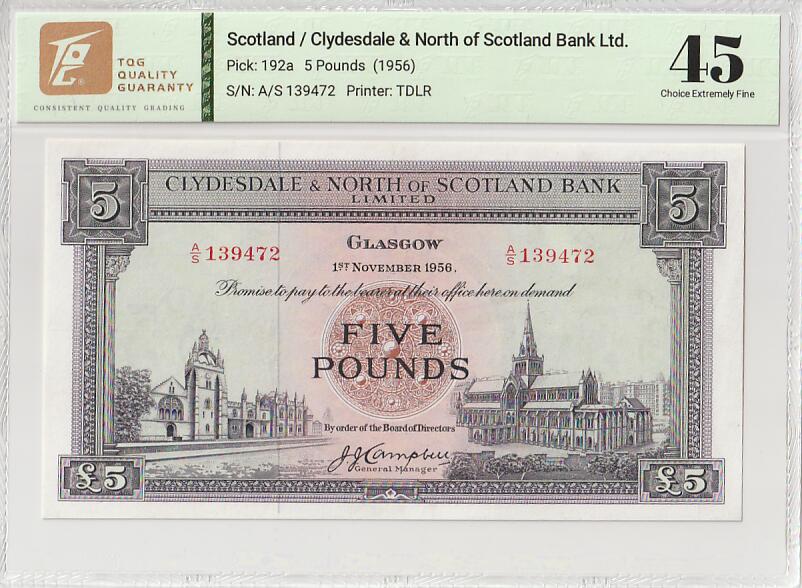 TQG
QUALITY
GUARANTY
CONSISTENT QUALITY GRADING
Scotland / Clydesdale & North of Scotland Bank Ltd.
Pick: 192a 5 Pounds (1956)
S/N: A/S 139472 Printer: TDLR
45
Choice Extremely Fine
5
CLYDESDALE & NORTH OF SCOTLAND BANK
LIMITED
5
A/S 139472
GLASGOW
A/S 139472
1ST NOVEMBER 1956.
Promise to pay to the bearer at their office here on demand
FIVE
POUNDS
By order of the Board of Directors
J.J. Campbell
General Manager
£5
£5